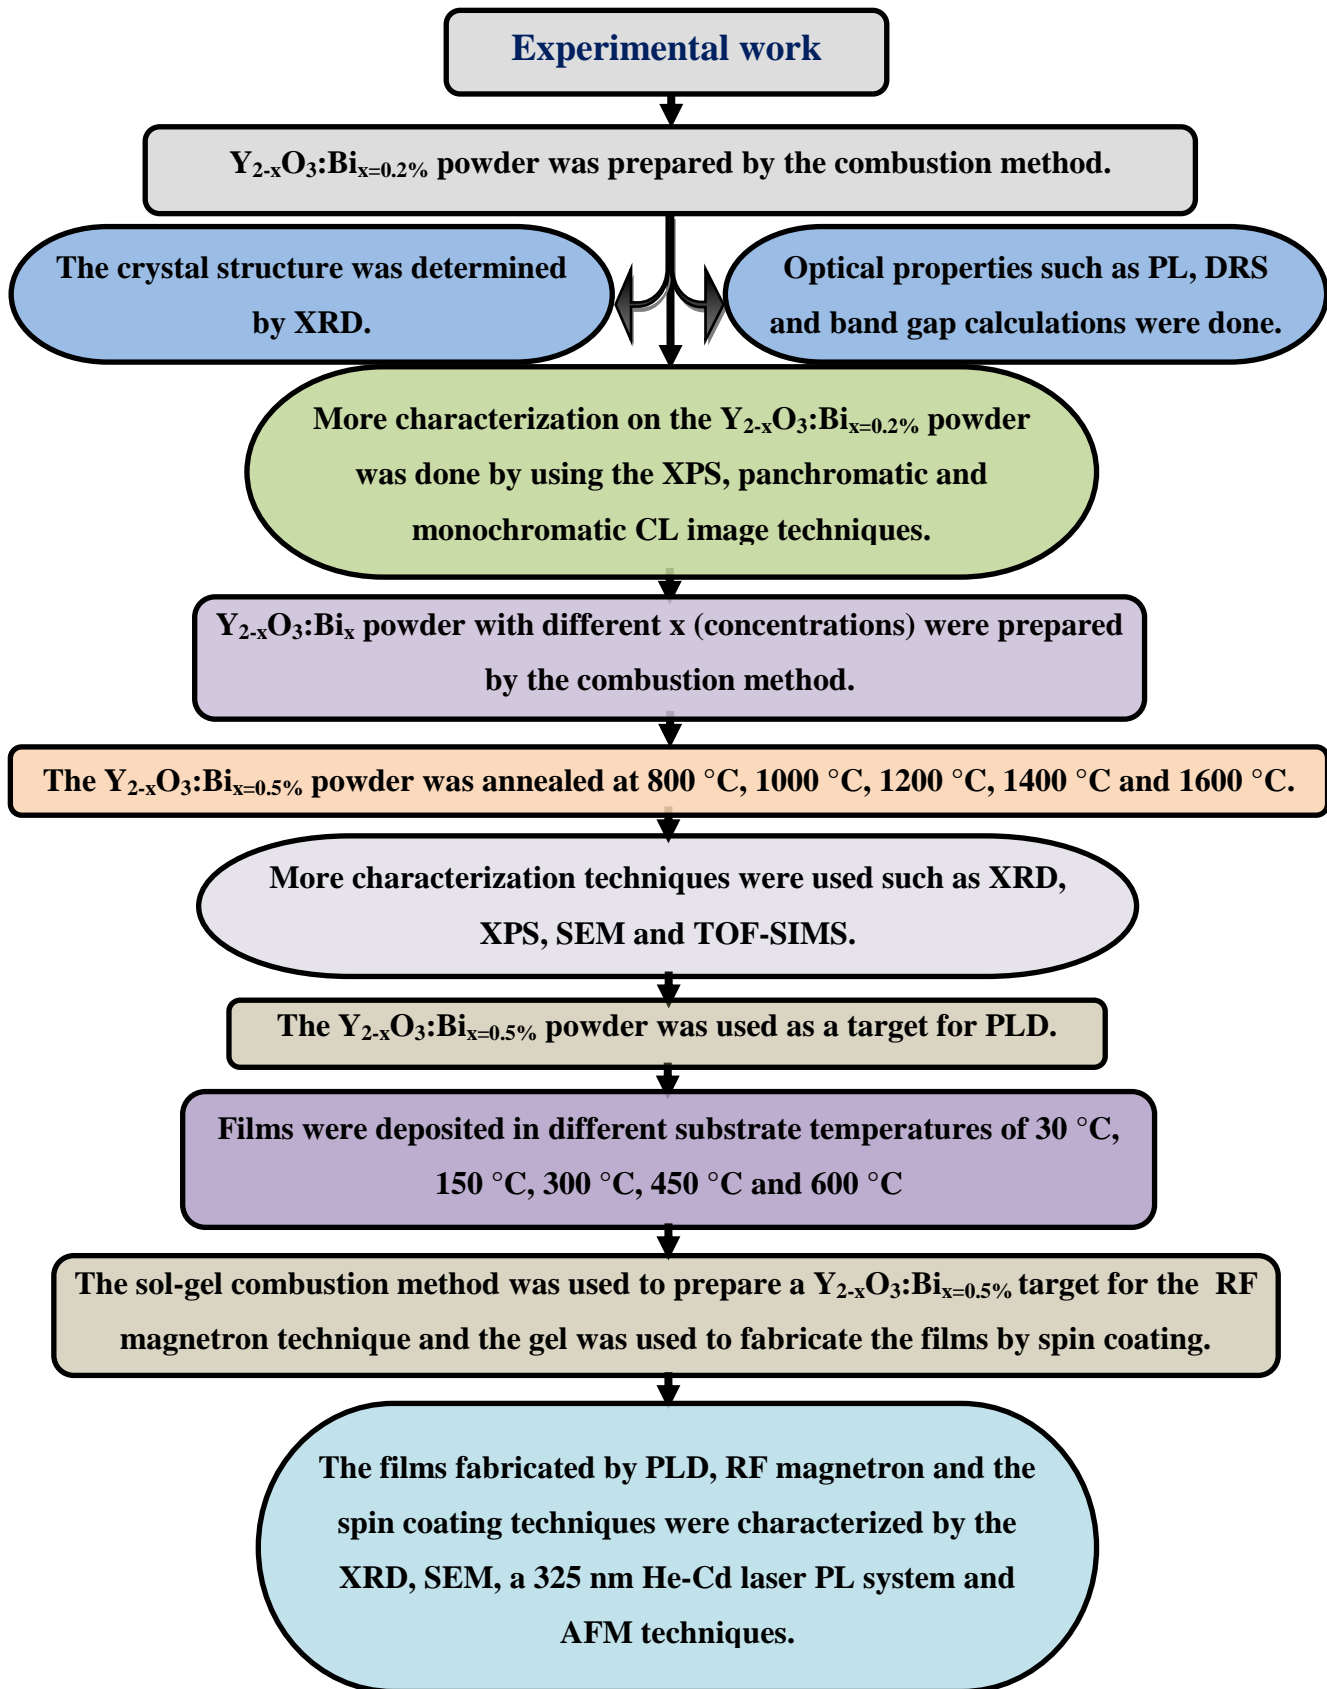 Experimental work
Y₂₋ₓO₃:Biₓ₌₀.₂% powder was prepared by the combustion method.
The crystal structure was determined
by XRD.
Optical properties such as PL, DRS
and band gap calculations were done.
More characterization on the Y₂₋ₓO₃:Biₓ₌₀.₂% powder
was done by using the XPS, panchromatic and
monochromatic CL image techniques.
Y₂₋ₓO₃:Biₓ powder with different x (concentrations) were prepared
by the combustion method.
The Y₂₋ₓO₃:Biₓ₌₀.₅% powder was annealed at 800 °C, 1000 °C, 1200 °C, 1400 °C and 1600 °C.
More characterization techniques were used such as XRD,
XPS, SEM and TOF-SIMS.
The Y₂₋ₓO₃:Biₓ₌₀.₅% powder was used as a target for PLD.
Films were deposited in different substrate temperatures of 30 °C,
150 °C, 300 °C, 450 °C and 600 °C
The sol-gel combustion method was used to prepare a Y₂₋ₓO₃:Biₓ₌₀.₅% target for the RF
magnetron technique and the gel was used to fabricate the films by spin coating.
The films fabricated by PLD, RF magnetron and the
spin coating techniques were characterized by the
XRD, SEM, a 325 nm He-Cd laser PL system and
AFM techniques.